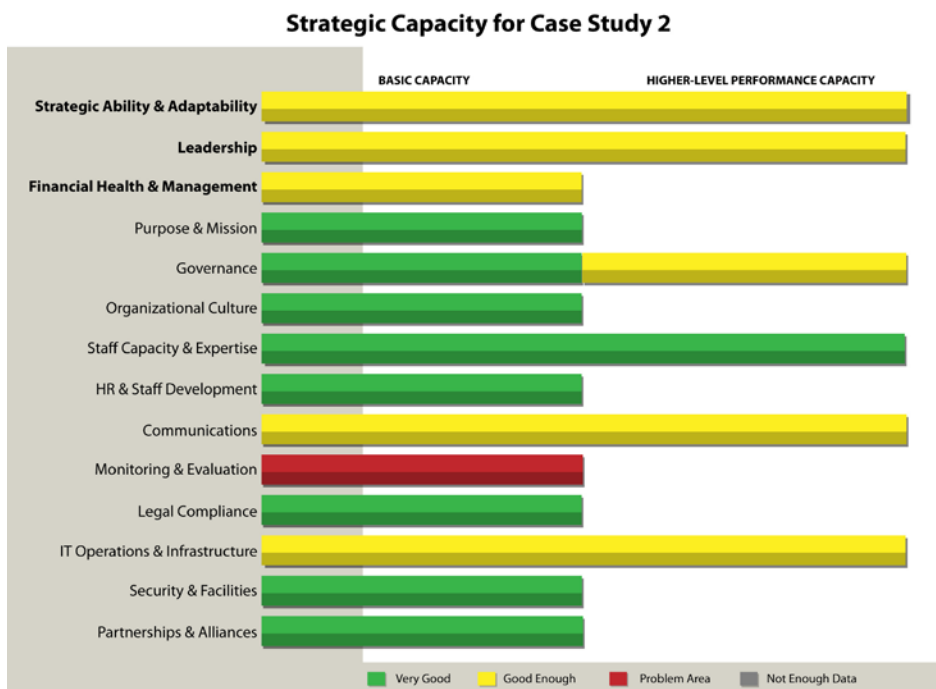 Strategic Capacity for Case Study 2
BASIC CAPACITY
HIGHER-LEVEL PERFORMANCE CAPACITY
Strategic Ability & Adaptability
Leadership
Financial Health & Management
Purpose & Mission
Governance
Organizational Culture
Staff Capacity & Expertise
HR & Staff Development
Communications
Monitoring & Evaluation
Legal Compliance
IT Operations & Infrastructure
Security & Facilities
Partnerships & Alliances
Very Good
Good Enough
Problem Area
Not Enough Data